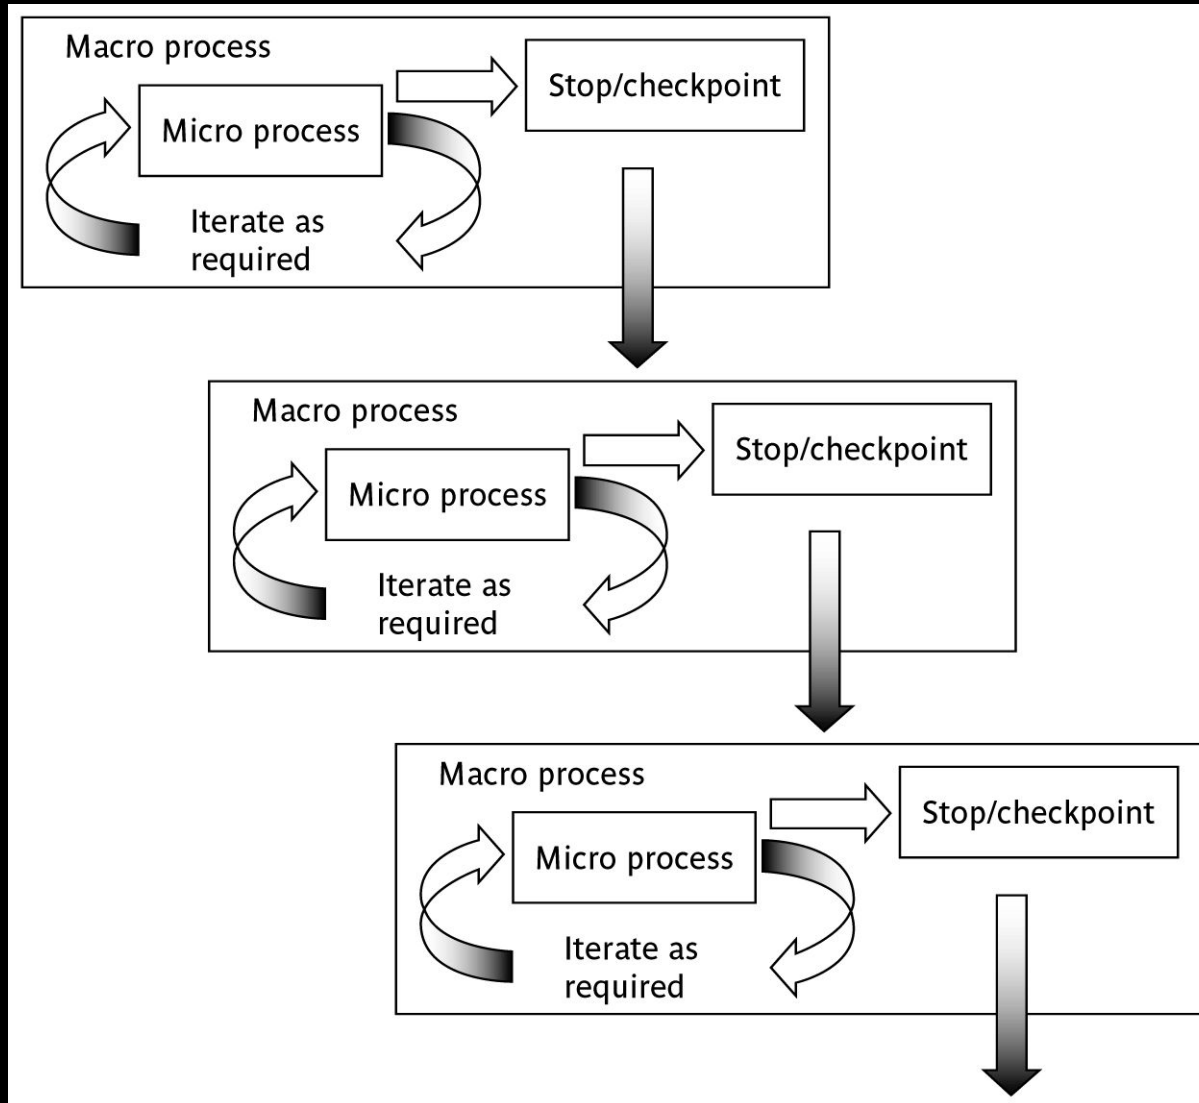 Macro process
Stop/checkpoint
Micro process
Iterate as
required
Macro process
Stop/checkpoint
Micro process
Iterate as
required
Macro process
Stop/checkpoint
Micro process
Iterate as
required